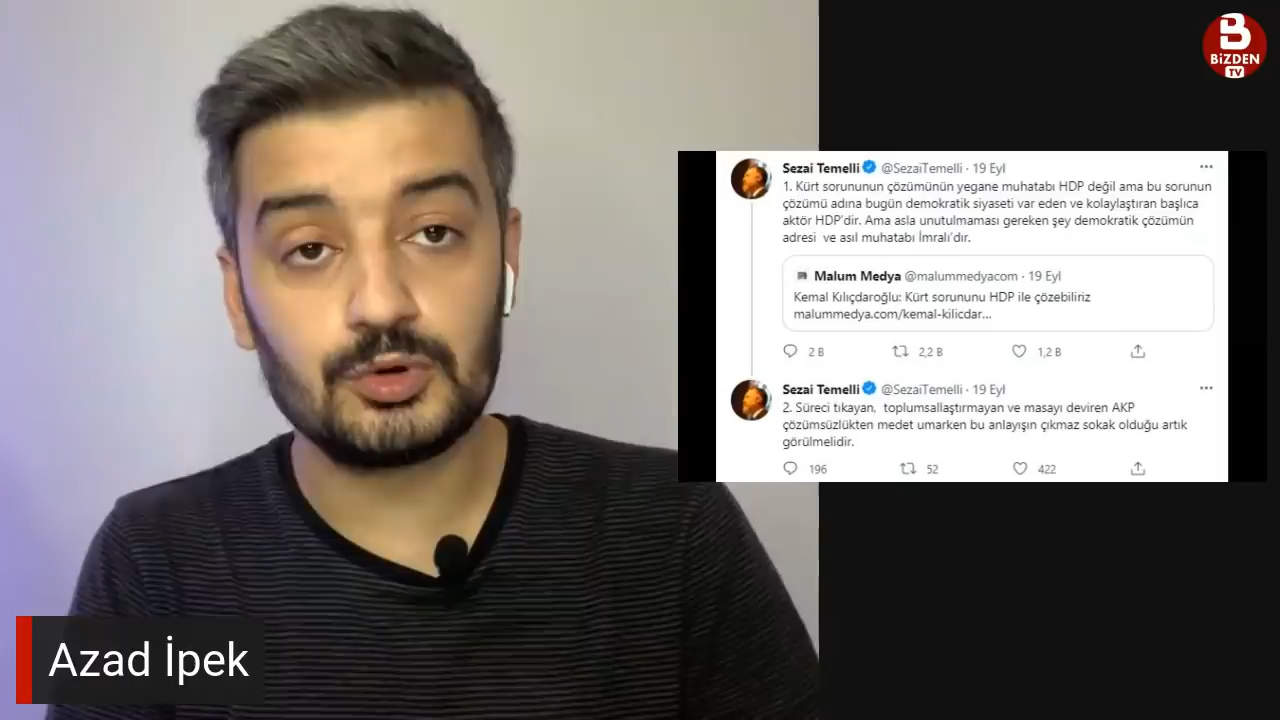 B
BiZDEN
TV
Sezai Temelli @SezaiTemelli · 19 Eyl
1. Kürt sorununun çözümünün yegane muhatabı HDP değil ama bu sorunun
çözümü adına bugün demokratik siyaseti var eden ve kolaylaştıran başlıca
aktör HDP'dir. Ama asla unutulmaması gereken şey demokratik çözümün
adresi ve asıl muhatabı İmralı'dır.
Malum Medya @malummedyacom · 19 Eyl
Kemal Kılıçdaroğlu: Kürt sorununu HDP ile çözebiliriz
malummedya.com/kemal-kilicdar...
2 B 2,2 B 1,2 B
Sezai Temelli @SezaiTemelli · 19 Eyl
2. Süreci tıkayan, toplumsallaştırmayan ve masayı deviren AKP
çözümsüzlükten medet umarken bu anlayışın çıkmaz sokak olduğu artık
görülmelidir.
196 52 422
Azad İpek